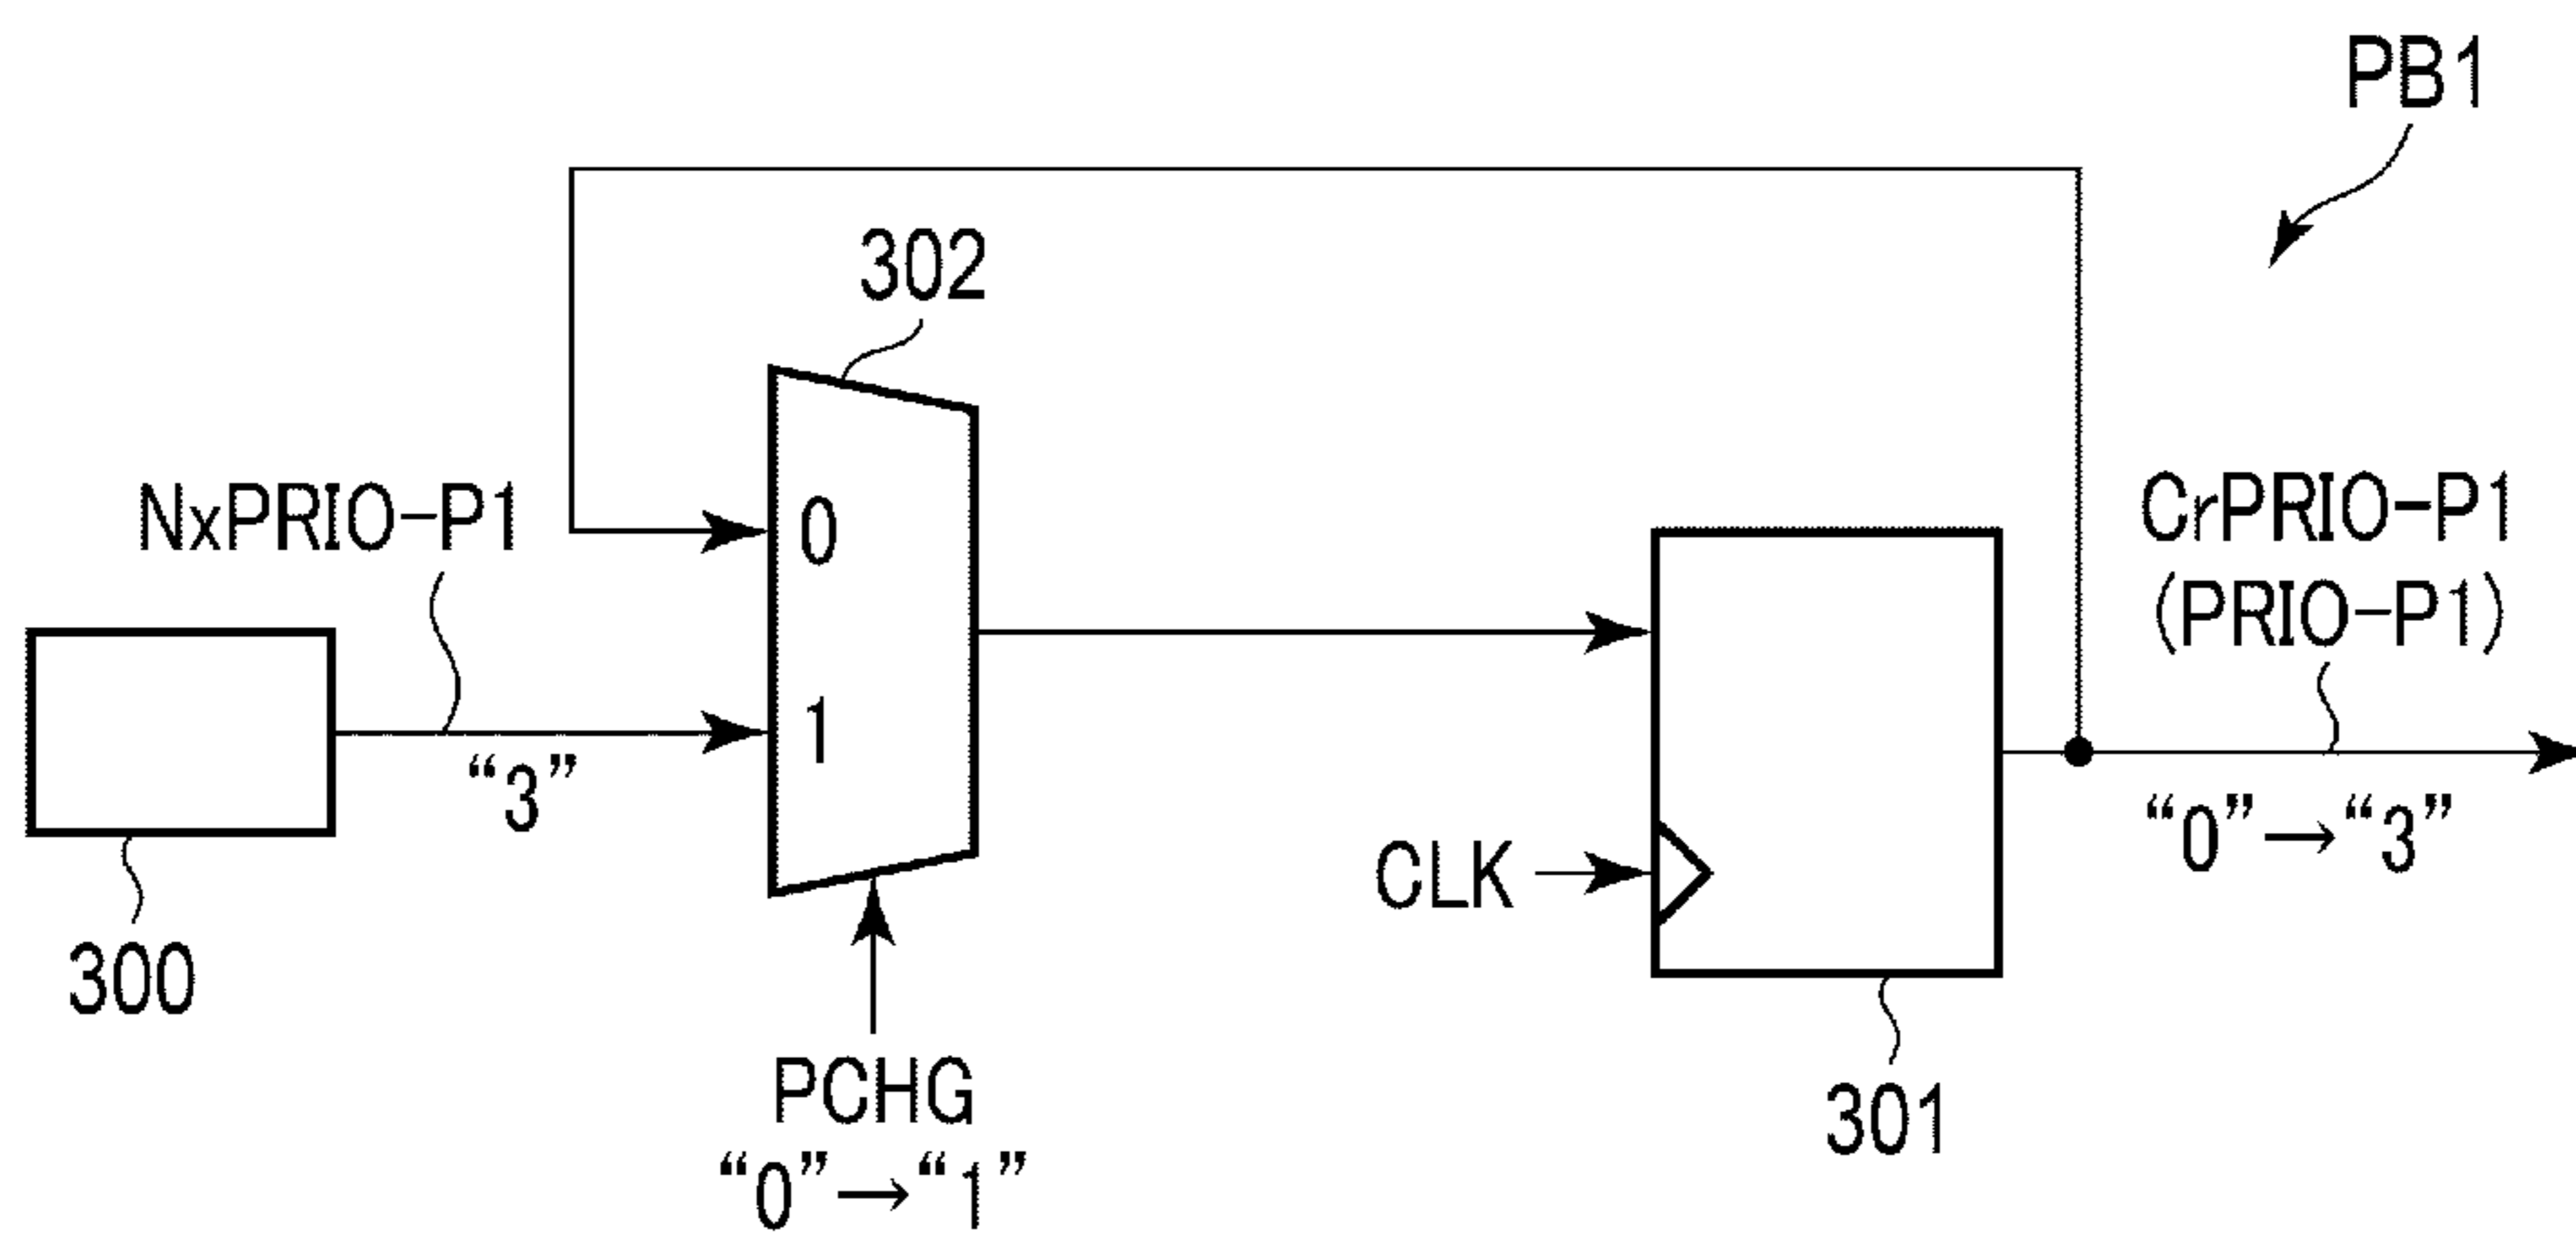 PB1
302
NxPRIO-P1
0
CrPRIO-P1
(PRIO-P1)
1
“3”
CLK
“0”→“3”
300
PCHG
“0”→“1”
301